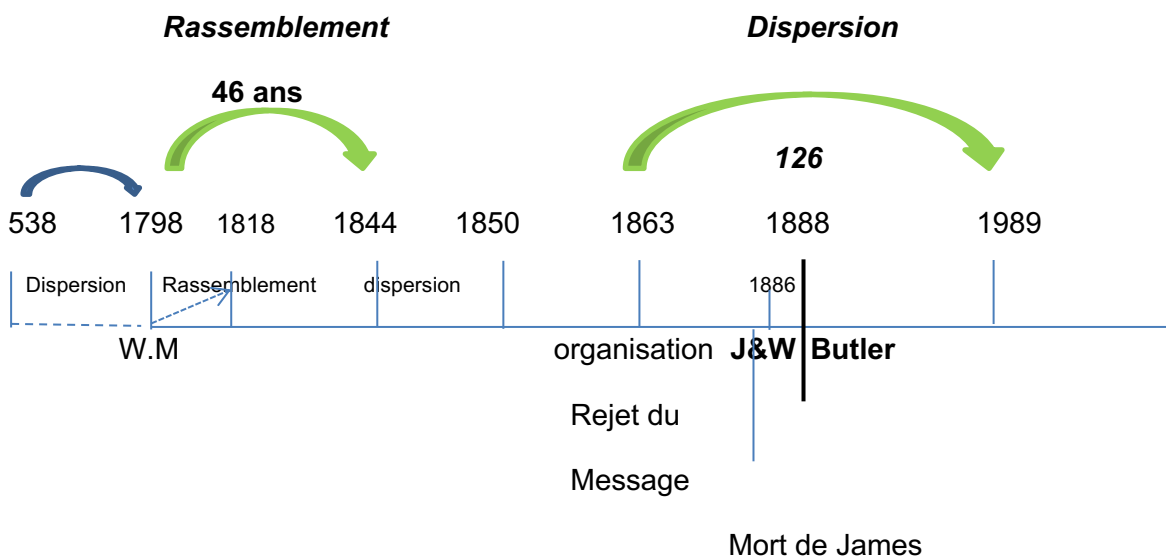 Rassemblement Dispersion
46 ans
126
538 1798 1818 1844 1850 1863 1888 1989
Dispersion Rassemblement dispersion 1886
W.M organisation J&W Butler
Rejet du
Message
Mort de James